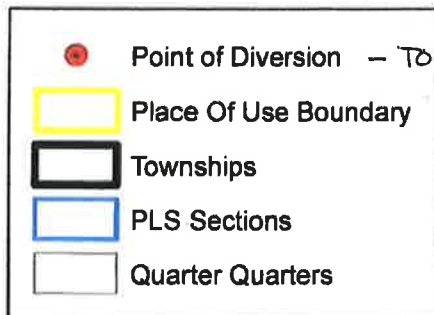 Point of Diversion – TO
Place Of Use Boundary
Townships
PLS Sections
Quarter Quarters